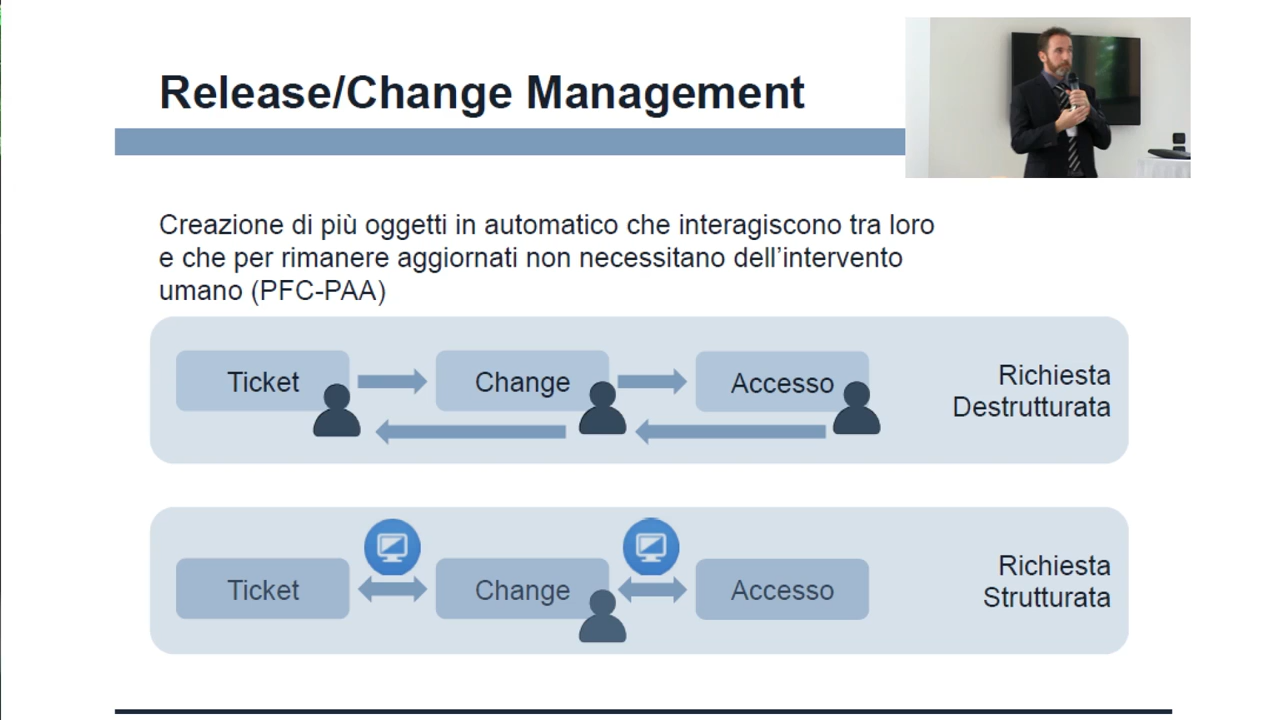 Release/Change Management
Creazione di più oggetti in automatico che interagiscono tra loro
e che per rimanere aggiornati non necessitano dell’intervento
umano (PFC-PAA)
Ticket
Change
Accesso
Richiesta
Destrutturata
Ticket
Change
Accesso
Richiesta
Strutturata